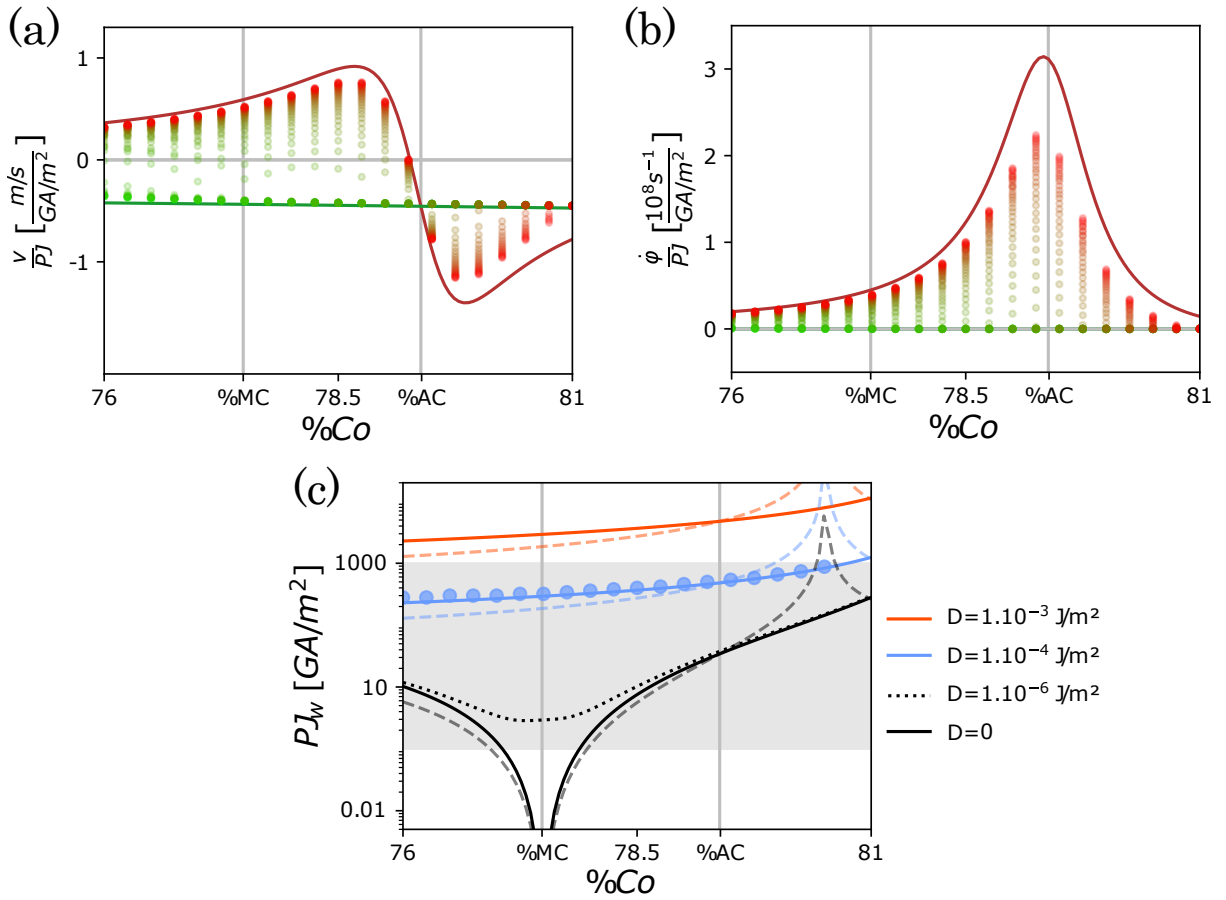 (a)
1
0
-1
v/PJ [m/s / GA/m²]
76
%MC
78.5
%AC
81
%Co
(b)
3
2
1
0
φ̇/PJ [10⁸s⁻¹ / GA/m²]
76
%MC
78.5
%AC
81
%Co
(c)
1000
10
0.01
PJw [GA/m²]
76
%MC
78.5
%AC
81
%Co
D=1.10⁻³ J/m²
D=1.10⁻⁴ J/m²
D=1.10⁻⁶ J/m²
D=0